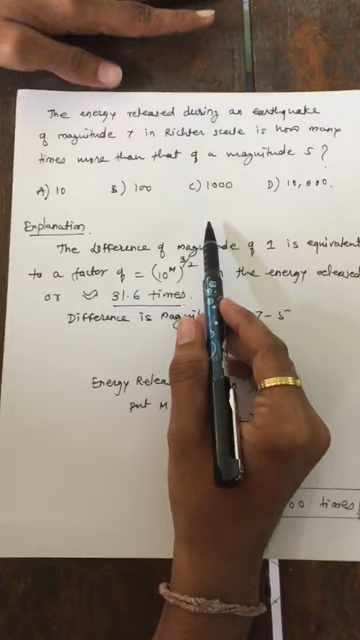 The energy released during an earthquake
of magnitude 7 in Richter scale is how many
times more than that of a magnitude 5 ?
A) 10 B) 100 C) 1000 D) 10,000.
Explanation.
The difference of magnitude of 1 is equivalent
to a factor of = (10^M)^3/2 in the energy released
or ≈ 31.6 times.
Difference is 7-5
Energy
put M
00 times